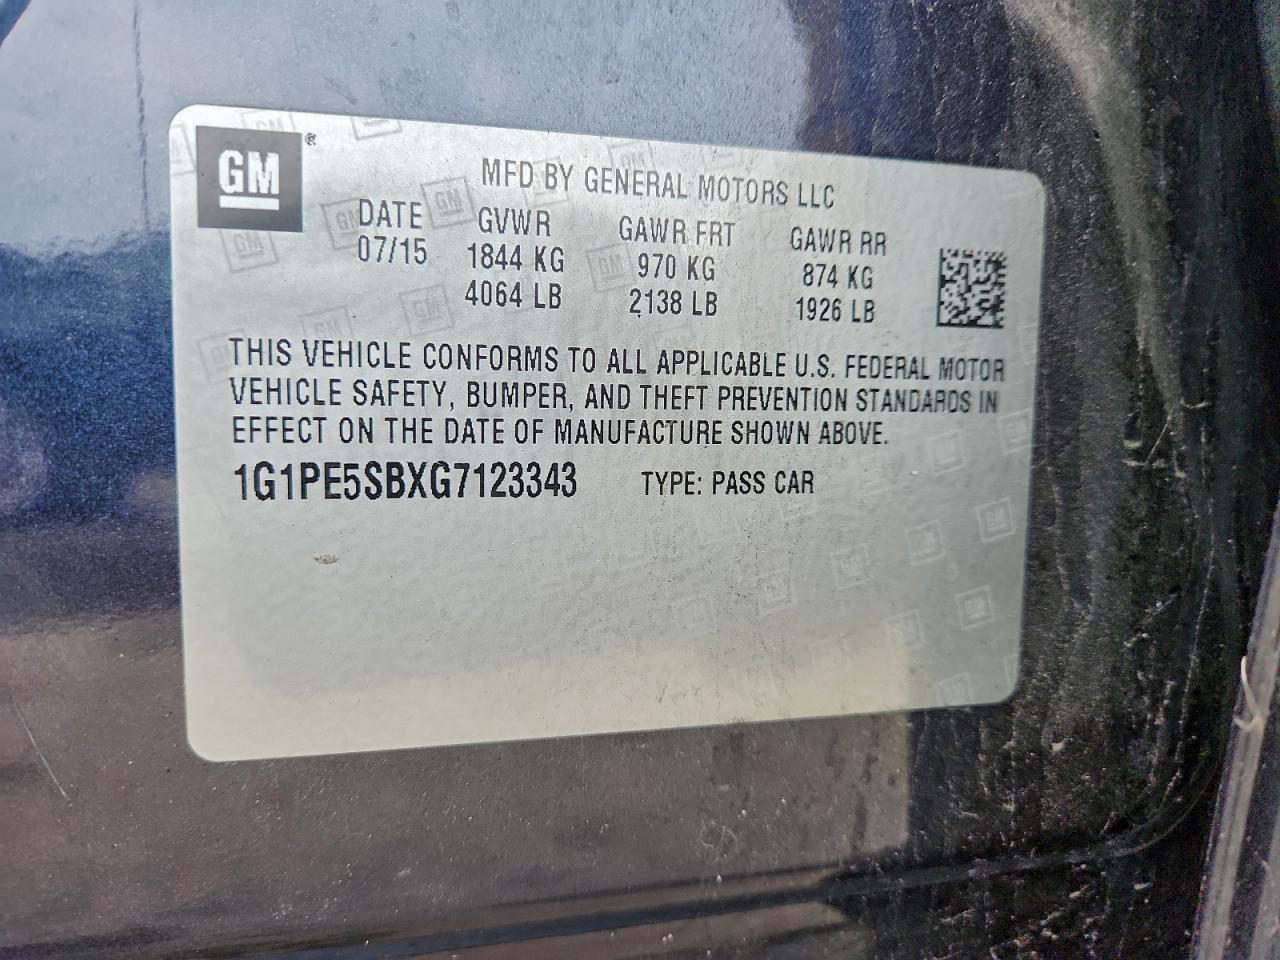 GM®
MFD BY GENERAL MOTORS LLC
DATE GVWR GAWR FRT GAWR RR
07/15 1844 KG 970 KG 874 KG
4064 LB 2138 LB 1926 LB
THIS VEHICLE CONFORMS TO ALL APPLICABLE U.S. FEDERAL MOTOR
VEHICLE SAFETY, BUMPER, AND THEFT PREVENTION STANDARDS IN
EFFECT ON THE DATE OF MANUFACTURE SHOWN ABOVE.
1G1PE5SBXG7123343 TYPE: PASS CAR